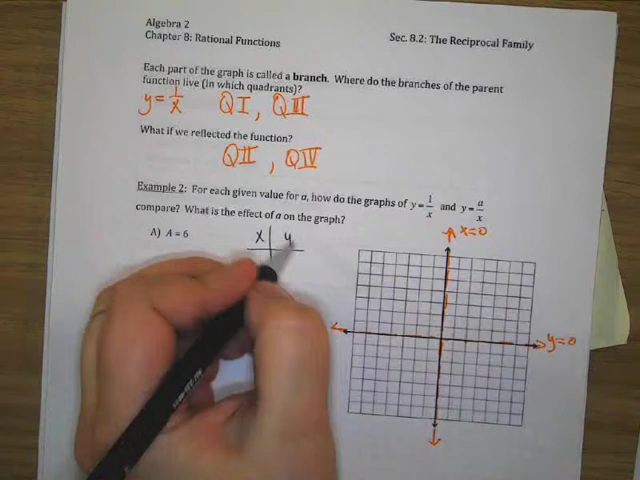 Algebra 2
Chapter 8: Rational Functions
Sec. 8.2: The Reciprocal Family
Each part of the graph is called a branch. Where do the branches of the parent
function live (in which quadrants)?
y = 1/x QI, QIII
What if we reflected the function?
QII, QIV
Example 2: For each given value for a, how do the graphs of y = 1/x and y = a/x
compare? What is the effect of a on the graph?
A) A = 6
x y
x=0
y=0